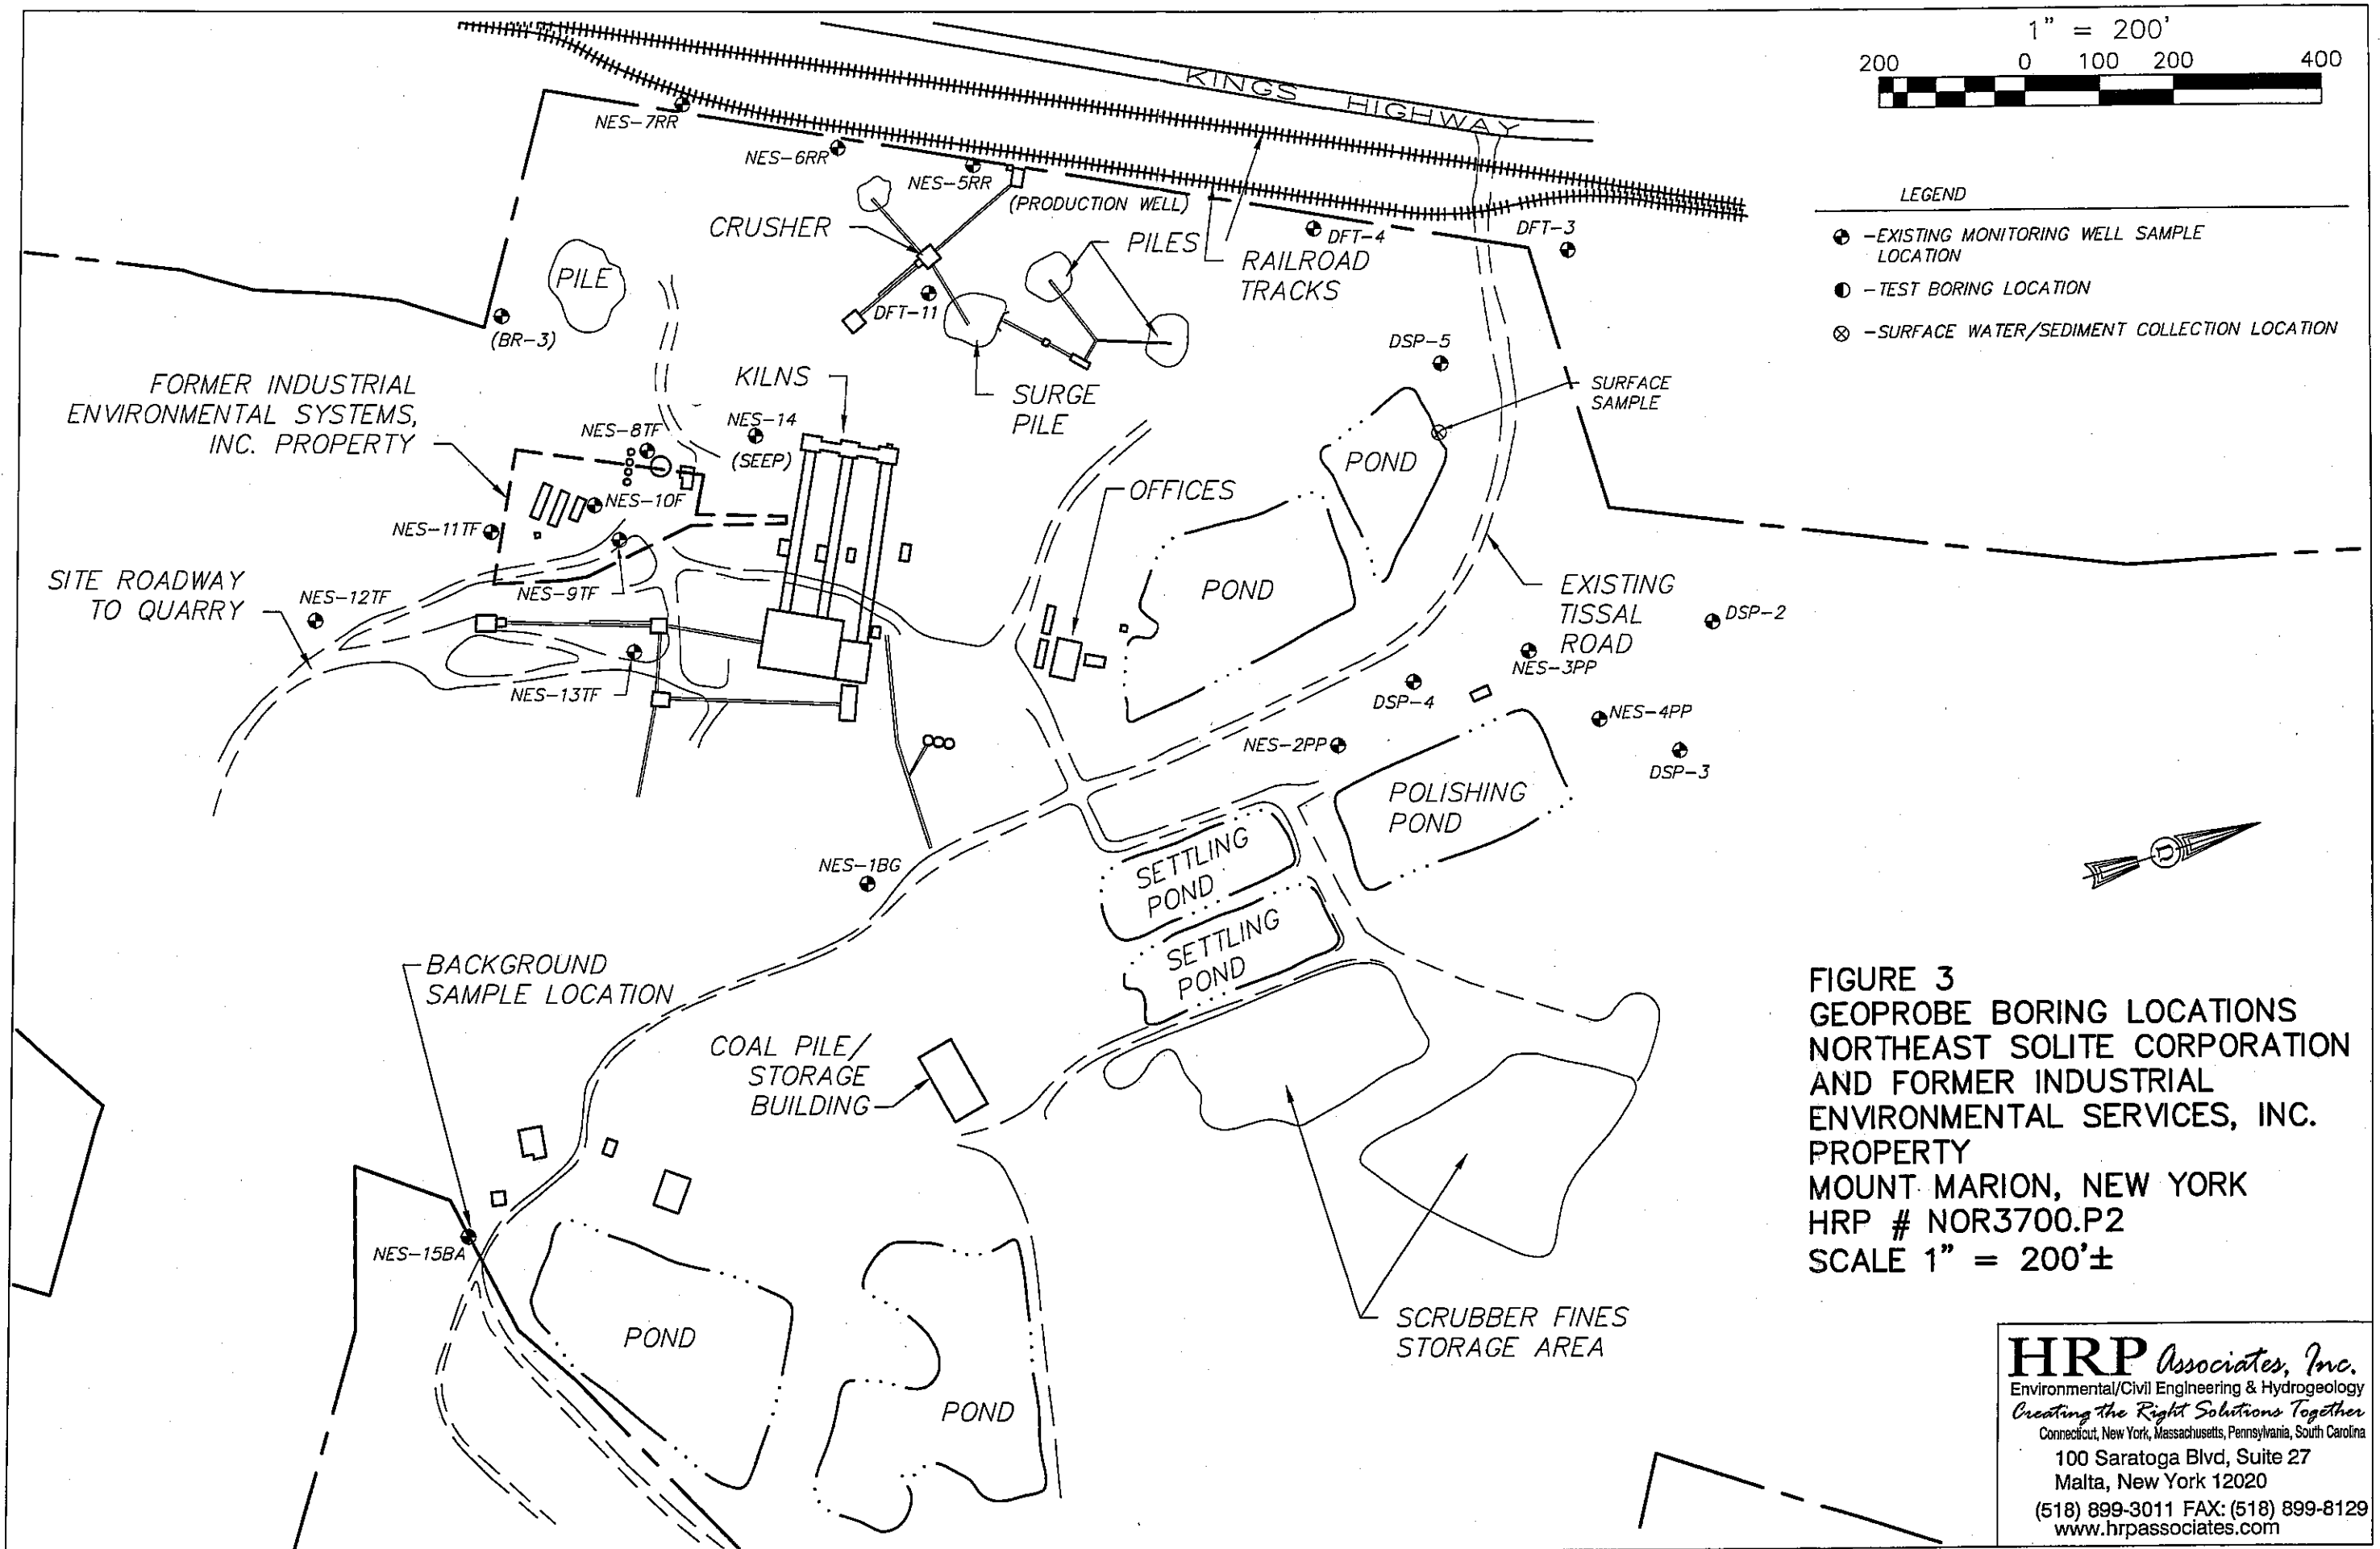 1" = 200'
200 0 100 200 400
KINGS HIGHWAY
LEGEND
-EXISTING MONITORING WELL SAMPLE
LOCATION
-TEST BORING LOCATION
-SURFACE WATER/SEDIMENT COLLECTION LOCATION
NES-7RR
NES-6RR
NES-5RR
(PRODUCTION WELL)
CRUSHER
PILES
RAILROAD
TRACKS
DFT-4
DFT-3
PILE
DFT-11
(BR-3)
DSP-5
SURGE
PILE
KILNS
SURFACE
SAMPLE
FORMER INDUSTRIAL
ENVIRONMENTAL SYSTEMS,
INC. PROPERTY
NES-8TF
NES-14
(SEEP)
POND
NES-10F
OFFICES
NES-11TF
SITE ROADWAY
TO QUARRY
NES-12TF
NES-9TF
POND
EXISTING
TISSAL
ROAD
DSP-2
NES-3PP
NES-13TF
DSP-4
NES-4PP
NES-2PP
DSP-3
POLISHING
POND
SETTLING
POND
SETTLING
POND
NES-1BG
BACKGROUND
SAMPLE LOCATION
COAL PILE/
STORAGE
BUILDING
NES-15BA
POND
POND
SCRUBBER FINES
STORAGE AREA
FIGURE 3
GEOPROBE BORING LOCATIONS
NORTHEAST SOLITE CORPORATION
AND FORMER INDUSTRIAL
ENVIRONMENTAL SERVICES, INC.
PROPERTY
MOUNT MARION, NEW YORK
HRP # NOR3700.P2
SCALE 1" = 200'±
HRP Associates, Inc.
Environmental/Civil Engineering & Hydrogeology
Creating the Right Solutions Together
Connecticut, New York, Massachusetts, Pennsylvania, South Carolina
100 Saratoga Blvd, Suite 27
Malta, New York 12020
(518) 899-3011 FAX: (518) 899-8129
www.hrpassociates.com